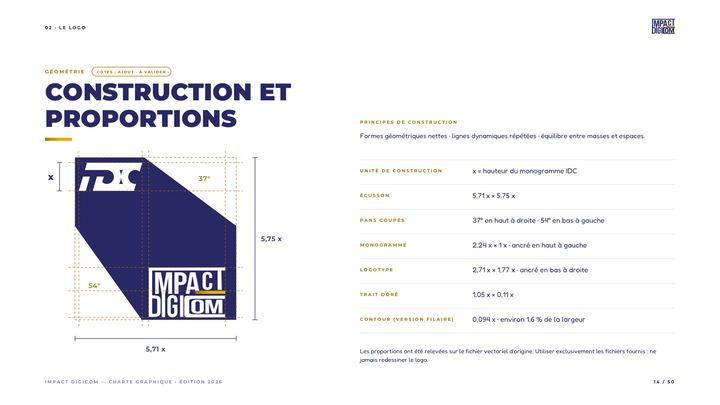 02 · LE LOGO
IMPACT
DIGICOM
GÉOMÉTRIE
COTES : AJOUT · À VALIDER
CONSTRUCTION ET
PROPORTIONS
PRINCIPES DE CONSTRUCTION
Formes géométriques nettes · lignes dynamiques répétées · équilibre entre masses et espaces.
x
IDC
37°
UNITÉ DE CONSTRUCTION
x = hauteur du monogramme IDC
ÉCUSSON
5,71 x × 5,75 x
PANS COUPÉS
37° en haut à droite · 54° en bas à gauche
5,75 x
MONOGRAMME
2,24 x × 1 x · ancré en haut à gauche
LOGOTYPE
2,71 x × 1,77 x · ancré en bas à droite
54°
IMPACT
DIGICOM
TRAIT DORÉ
1,05 x × 0,11 x
CONTOUR (VERSION FILAIRE)
0,094 x · environ 1,6 % de la largeur
5,71 x
Les proportions ont été relevées sur le fichier vectoriel d'origine. Utiliser exclusivement les fichiers fournis : ne
jamais redessiner le logo.
IMPACT DIGICOM — CHARTE GRAPHIQUE · ÉDITION 2026
14 / 50